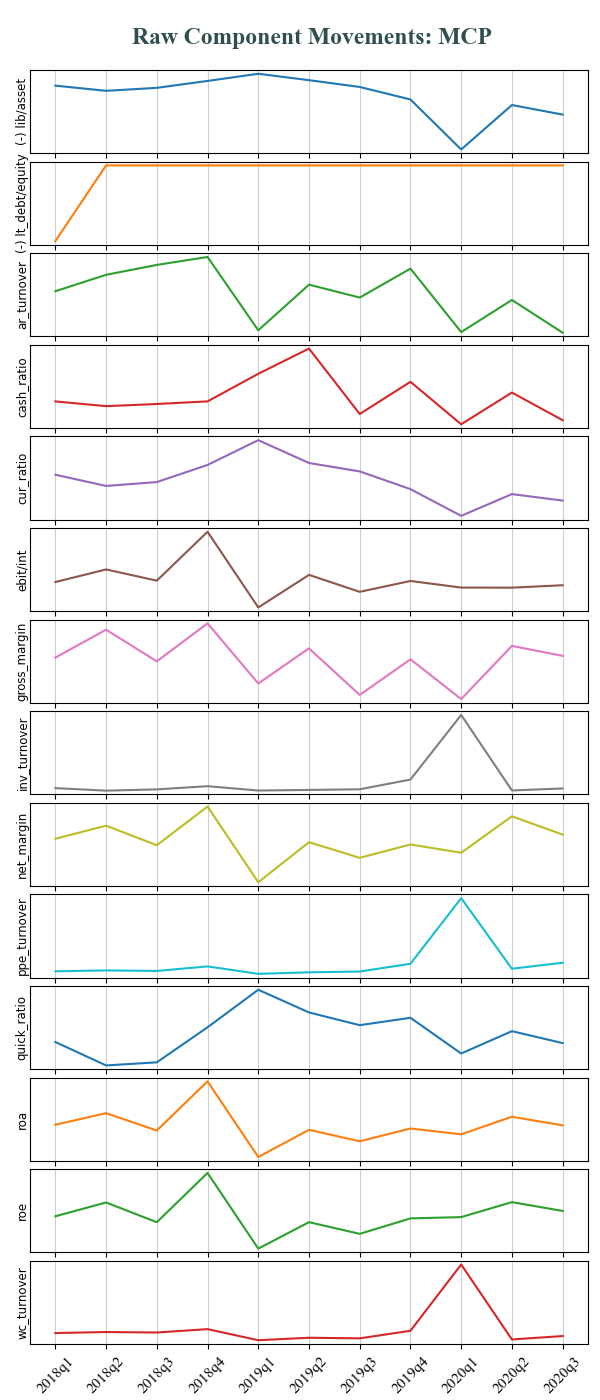 Raw Component Movements: MCP
(-) lib/asset
(-) lt_debt/equity
ar_turnover
cash_ratio
cur_ratio
ebit/int
gross_margin
inv_turnover
net_margin
ppe_turnover
quick_ratio
roa
roe
wc_turnover
2018q1 2018q2 2018q3 2018q4 2019q1 2019q2 2019q3 2019q4 2020q1 2020q2 2020q3